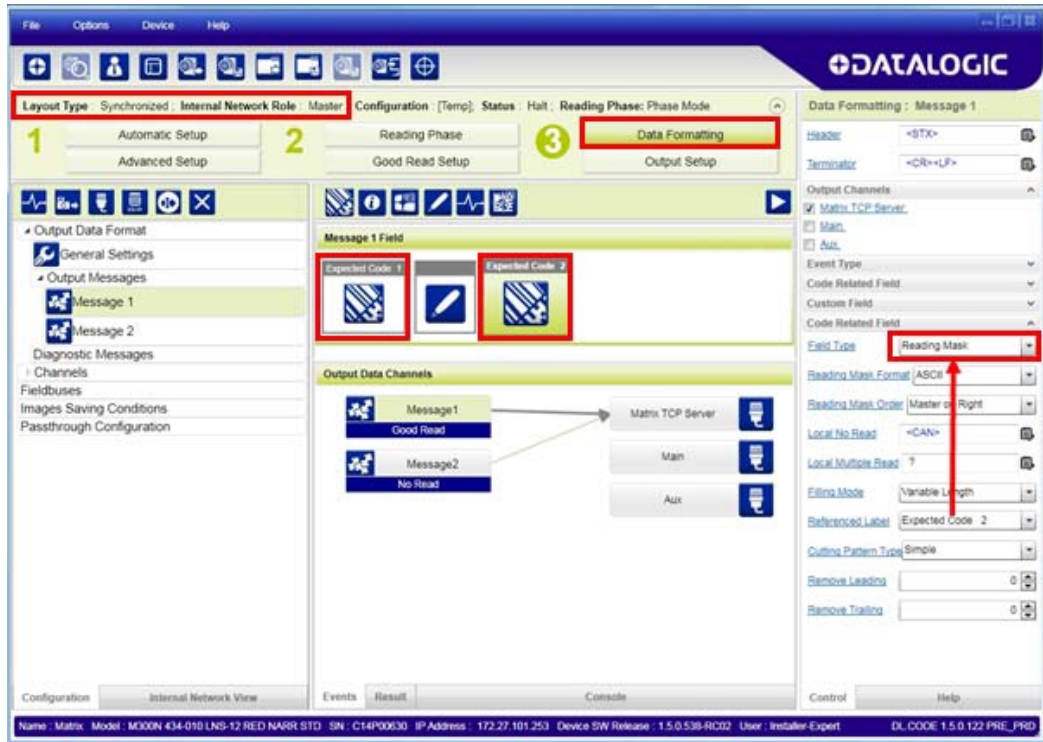 File Options Device Help
DATALOGIC
Layout Type : Synchronized ; Internal Network Role : Master Configuration : [Temp]; Status : Halt ; Reading Phase: Phase Mode
1 Automatic Setup 2 Reading Phase 3 Data Formatting
Advanced Setup Good Read Setup Output Setup
Output Data Format
General Settings
Output Messages
Message 1
Message 2
Diagnostic Messages
Channels
Fieldbuses
Images Saving Conditions
Passthrough Configuration
Configuration Internal Network View
Message 1 Field
Expected Code 1 Expected Code 2
Output Data Channels
Message1 Matrix TCP Server
Good Read
Message2 Main
No Read
Aux
Events Result Console
Data Formatting : Message 1
Header <STX>
Terminator <CR><LF>
Output Channels
Matrix TCP Server
Main
Aux
Event Type
Code Related Field
Custom Field
Code Related Field
Field Type Reading Mask
Reading Mask Format ASCII
Reading Mask Order Master on Right
Local No Read <CAN>
Local Multiple Read ?
Filling Mode Variable Length
Referenced Label Expected Code 2
Cutting Pattern Type Simple
Remove Leading 0
Remove Trailing 0
Control Help
Name : Matrix Model : M300N 434-010 LNS-12 RED NARR STD SN : C14P00630 IP Address : 172.27.101.253 Device SW Release : 1.5.0.538-RC02 User : Installer-Expert DL.CODE 1.5.0.122 PRE_PRD